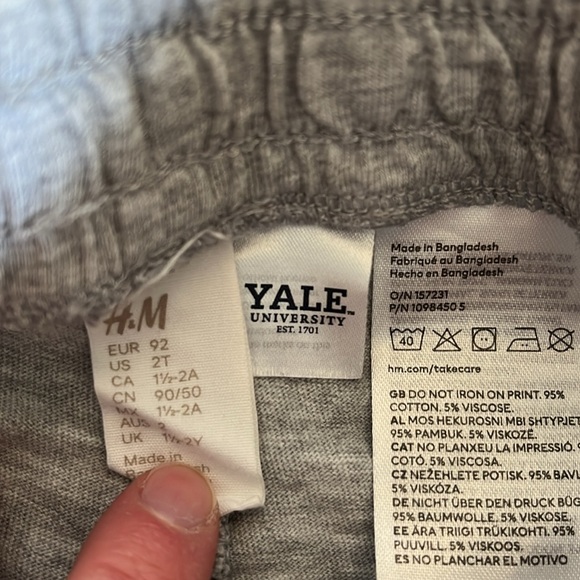 H&M
EUR 92
US 2T
CA 1½-2A
CN 90/50
MX 1½-2A
AUS 2
UK 1½-2Y
Made in
YALE™
UNIVERSITY
EST. 1701
Made in Bangladesh
Fabriqué au Bangladesh
Hecho en Bangladesh
O/N 157231
P/N 1098450 5
40
hm.com/takecare
GB DO NOT IRON ON PRINT. 95%
COTTON. 5% VISCOSE.
AL MOS HEKUROSNI MBI SHTYPJET
95% PAMBUK. 5% VISKOZË.
CAT NO PLANXEU LA IMPRESSIÓ.
COTÓ. 5% VISCOSA.
CZ NEŽEHLETE POTISK. 95% BAVL
5% VISKÓZA.
DE NICHT ÜBER DEN DRUCK BÜG
95% BAUMWOLLE. 5% VISKOSE.
EE ÄRA TRIIGI TRÜKIKOHTI. 95%
PUUVILL. 5% VISKOOS.
ES NO PLANCHAR EL MOTIVO